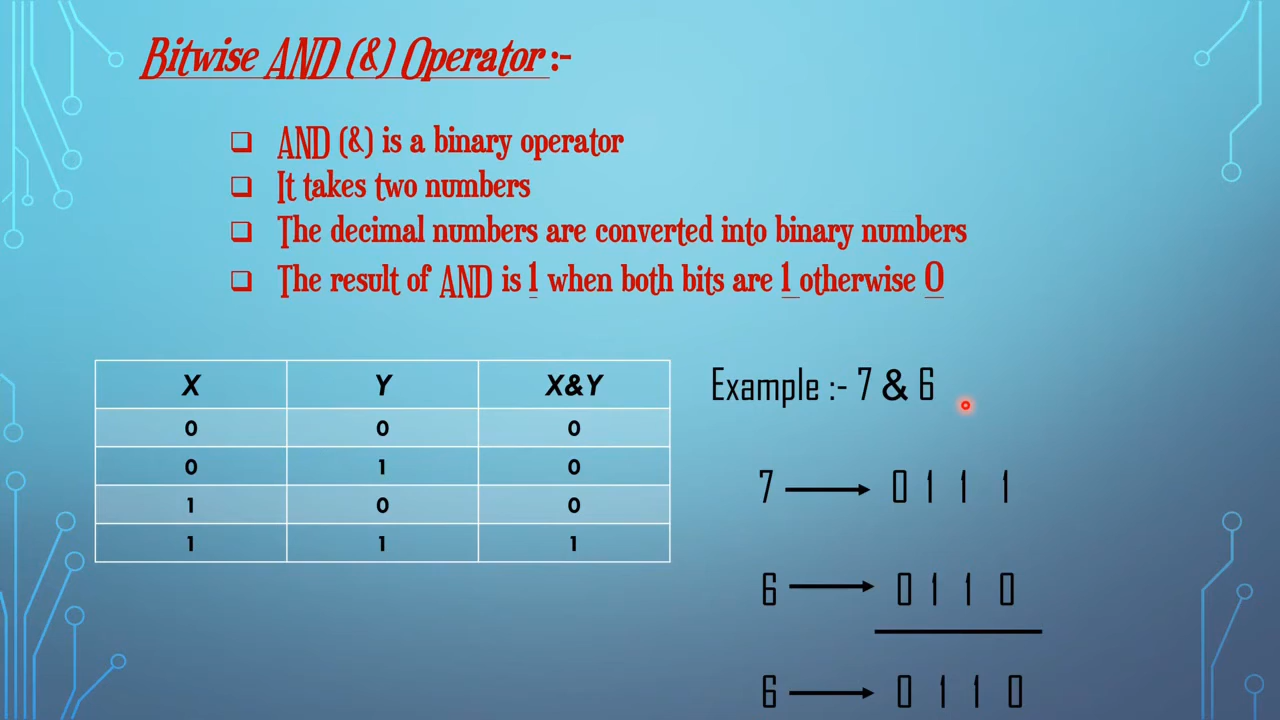 Bitwise AND (&) Operator :-
AND (&) is a binary operator
It takes two numbers
The decimal numbers are converted into binary numbers
The result of AND is 1 when both bits are 1 otherwise 0
X Y X&Y
0 0 0
0 1 0
1 0 0
1 1 1
Example :- 7 & 6
7 0 1 1 1
6 0 1 1 0
6 0 1 1 0